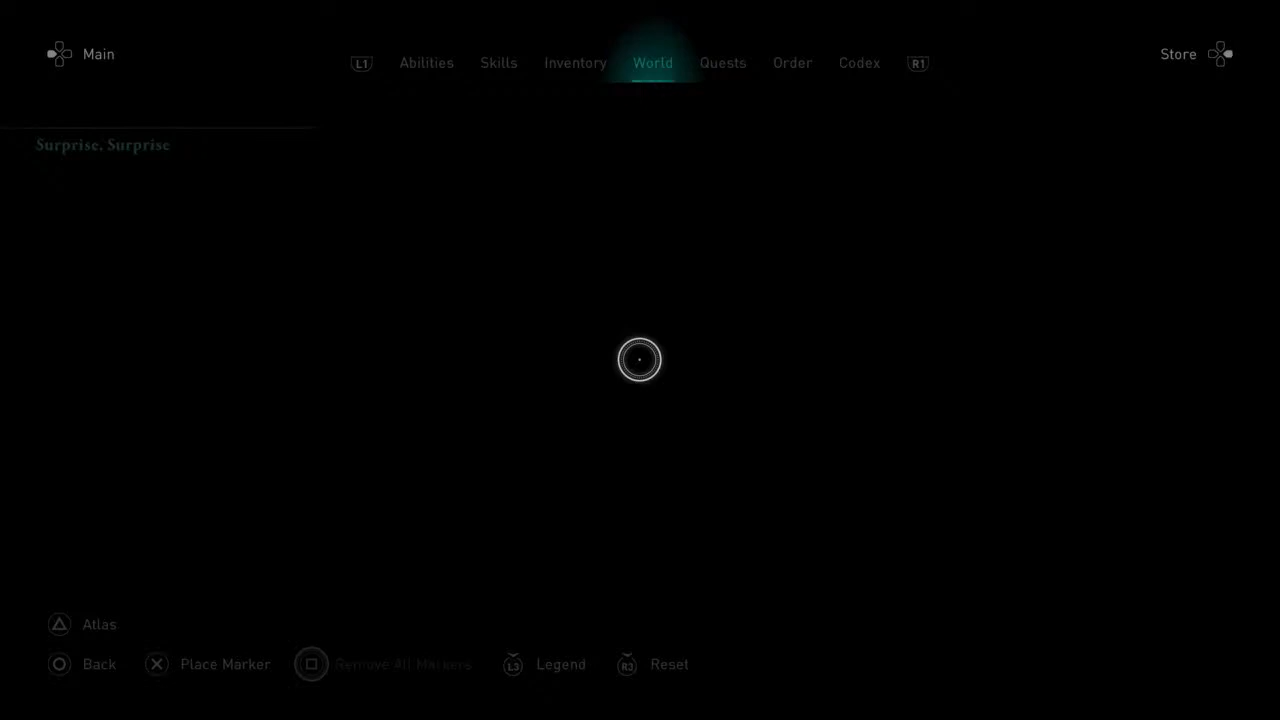 Main
L1 Abilities Skills Inventory World Quests Order Codex R1
Store
Surprise, Surprise
Atlas
Back Place Marker Remove All Markers L3 Legend R3 Reset